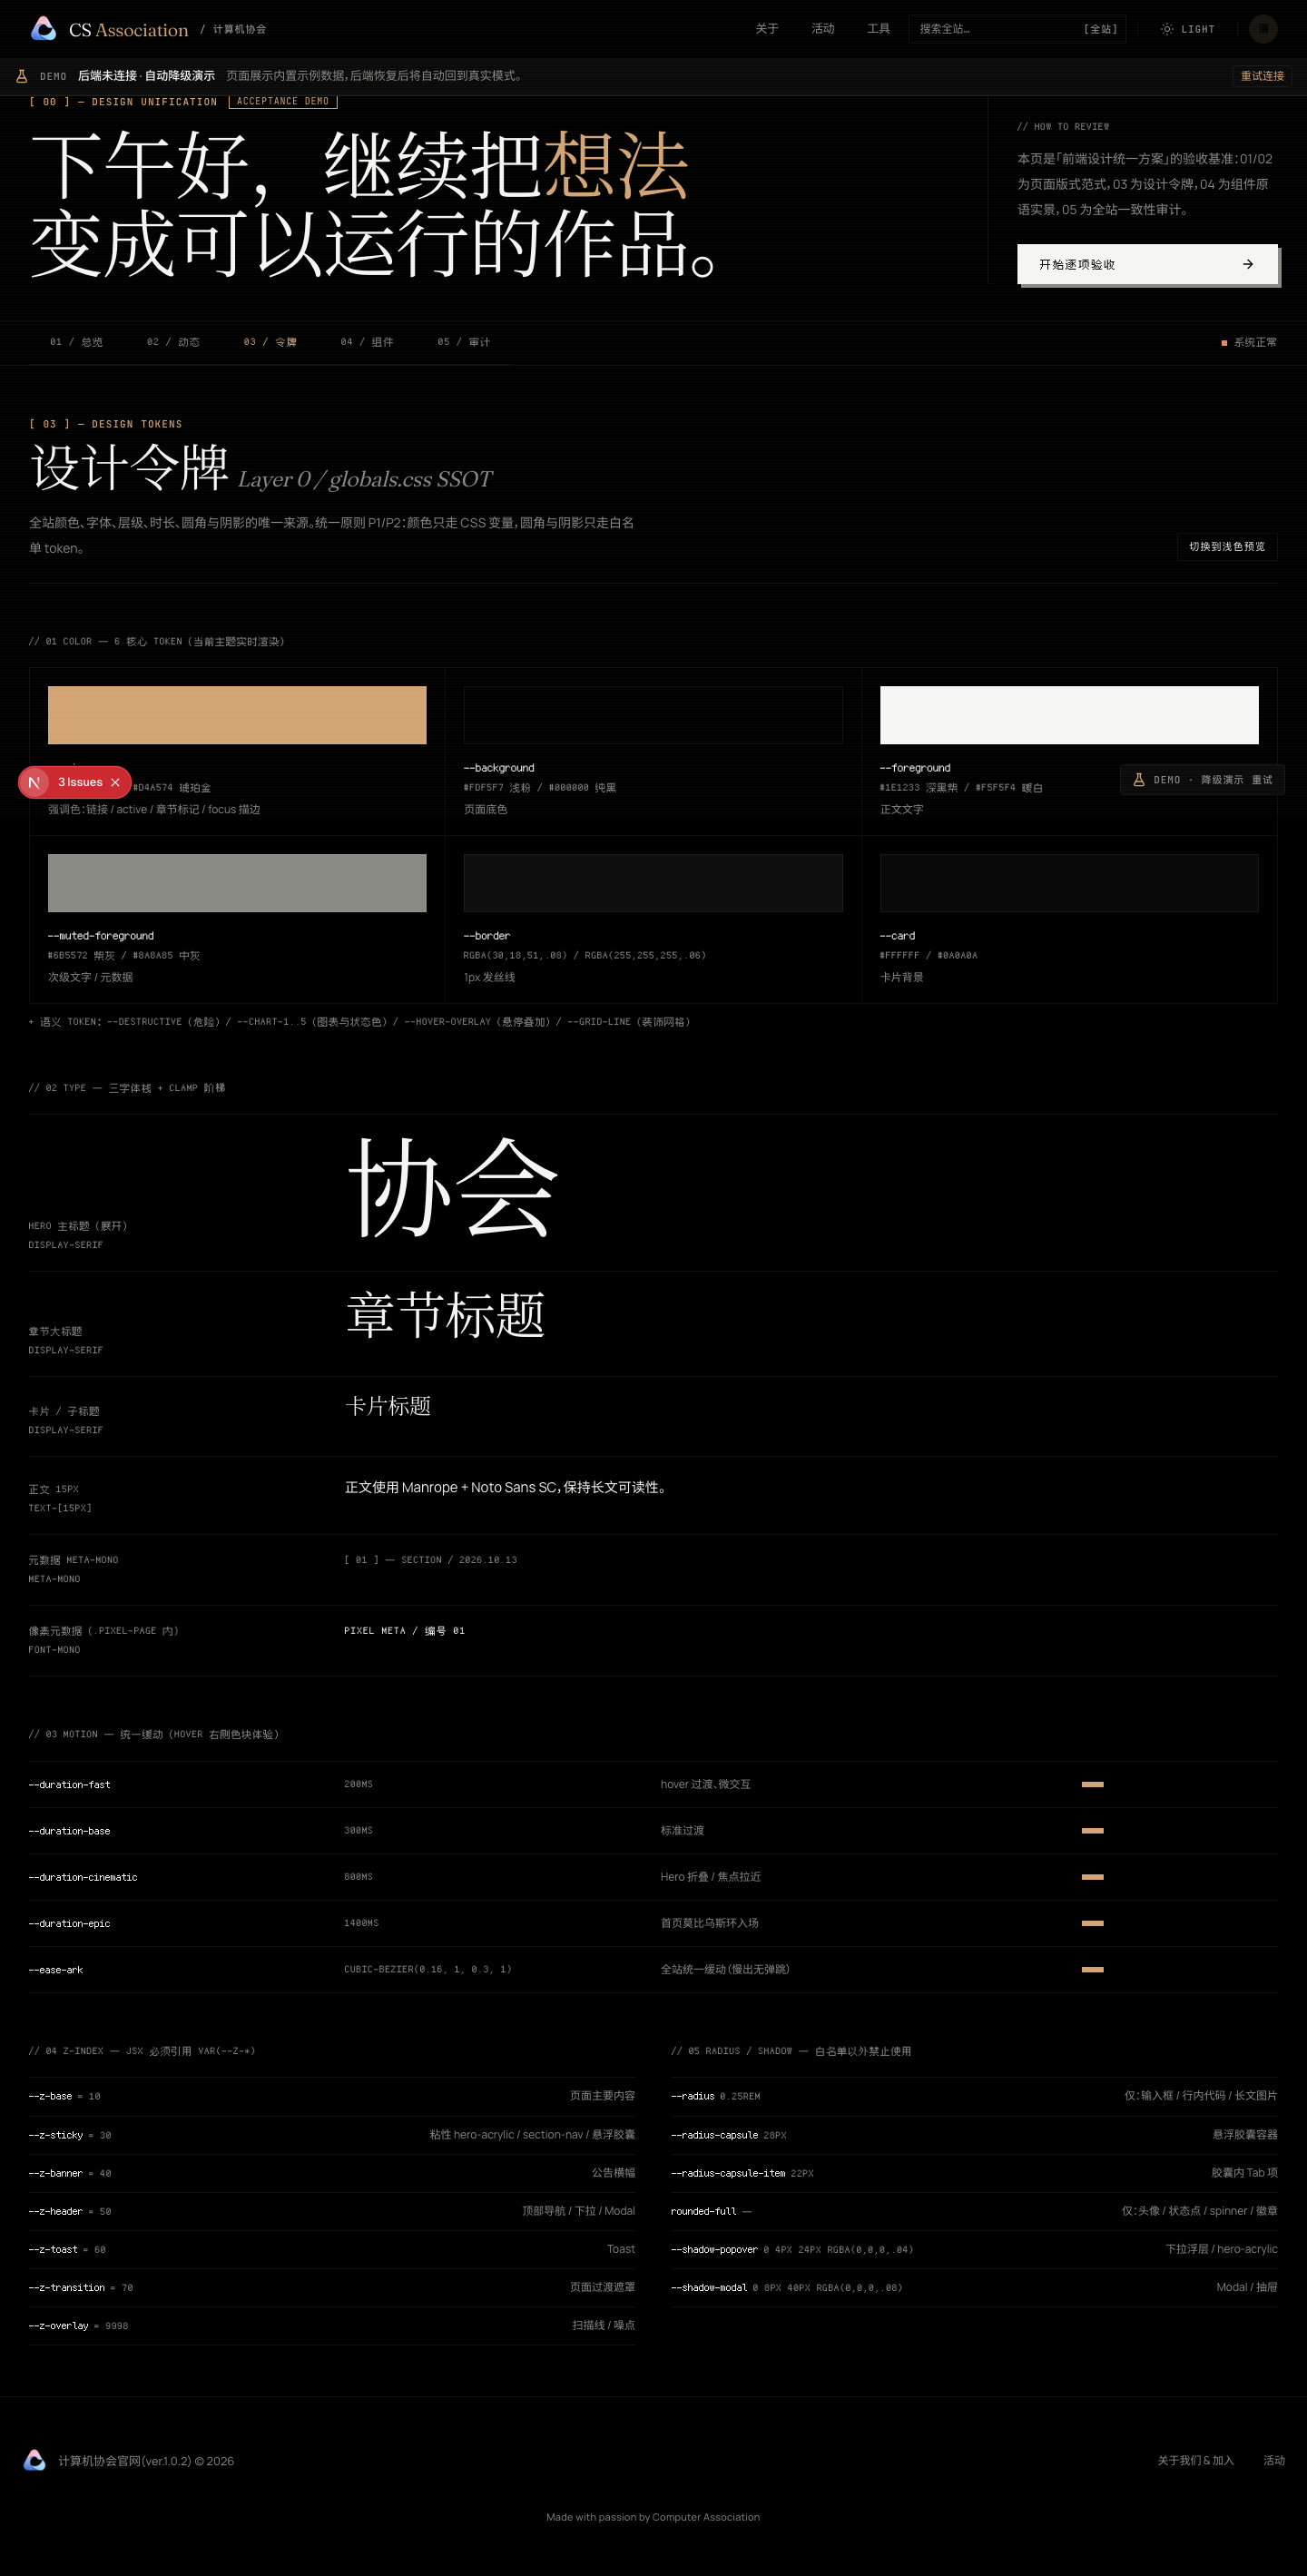 CS Association / 计算机协会
关于
活动
工具
搜索全站…
[全站]
LIGHT
DEMO 后端未连接 · 自动降级演示 页面展示内置示例数据，后端恢复后将自动回到真实模式。
重试连接
[ 00 ] — DESIGN UNIFICATION
ACCEPTANCE DEMO
下午好，继续把想法
变成可以运行的作品。
// HOW TO REVIEW
本页是「前端设计统一方案」的验收基准：01/02
为页面版式范式，03 为设计令牌，04 为组件原
语实景，05 为全站一致性审计。
开始逐项验收
01 / 总览
02 / 动态
03 / 令牌
04 / 组件
05 / 审计
系统正常
[ 03 ] — DESIGN TOKENS
设计令牌 Layer 0 / globals.css SSOT
全站颜色、字体、层级、时长、圆角与阴影的唯一来源。统一原则 P1/P2：颜色只走 CSS 变量，圆角与阴影只走白名
单 token。
切换到浅色预览
// 01 COLOR — 6 核心 TOKEN（当前主题实时渲染）
#D4A574 琥珀金
强调色：链接 / active / 章节标记 / focus 描边
--background
#FDF5F7 浅粉 / #000000 纯黑
页面底色
--foreground
#1E1233 深黑紫 / #F5F5F4 暖白
正文文字
3 Issues
DEMO · 降级演示 重试
--muted-foreground
#6B5572 紫灰 / #8A8A85 中灰
次级文字 / 元数据
--border
RGBA(30,18,51,.08) / RGBA(255,255,255,.06)
1px 发丝线
--card
#FFFFFF / #0A0A0A
卡片背景
+ 语义 TOKEN：--DESTRUCTIVE（危险）/ --CHART-1..5（图表与状态色）/ --HOVER-OVERLAY（悬停叠加）/ --GRID-LINE（装饰网格）
// 02 TYPE — 三字体栈 + CLAMP 阶梯
HERO 主标题（展开）
DISPLAY-SERIF
协会
章节大标题
DISPLAY-SERIF
章节标题
卡片 / 子标题
DISPLAY-SERIF
卡片标题
正文 15PX
TEXT-[15PX]
正文使用 Manrope + Noto Sans SC，保持长文可读性。
元数据 META-MONO
META-MONO
[ 01 ] — SECTION / 2026.10.13
像素元数据（.PIXEL-PAGE 内）
FONT-MONO
PIXEL META / 编号 01
// 03 MOTION — 统一缓动（HOVER 右侧色块体验）
--duration-fast 200MS hover 过渡、微交互
--duration-base 300MS 标准过渡
--duration-cinematic 800MS Hero 折叠 / 焦点拉近
--duration-epic 1400MS 首页莫比乌斯环入场
--ease-ark CUBIC-BEZIER(0.16, 1, 0.3, 1) 全站统一缓动（慢出无弹跳）
// 04 Z-INDEX — JSX 必须引用 VAR(--Z-*)
--z-base = 10 页面主要内容
--z-sticky = 30 粘性 hero-acrylic / section-nav / 悬浮胶囊
--z-banner = 40 公告横幅
--z-header = 50 顶部导航 / 下拉 / Modal
--z-toast = 60 Toast
--z-transition = 70 页面过渡遮罩
--z-overlay = 9998 扫描线 / 噪点
// 05 RADIUS / SHADOW — 白名单以外禁止使用
--radius 0.25REM 仅：输入框 / 行内代码 / 长文图片
--radius-capsule 28PX 悬浮胶囊容器
--radius-capsule-item 22PX 胶囊内 Tab 项
rounded-full — 仅：头像 / 状态点 / spinner / 徽章
--shadow-popover 0 4PX 24PX RGBA(0,0,0,.04) 下拉浮层 / hero-acrylic
--shadow-modal 0 8PX 40PX RGBA(0,0,0,.08) Modal / 抽屉
计算机协会官网(ver.1.0.2) © 2026
关于我们 & 加入
活动
Made with passion by Computer Association